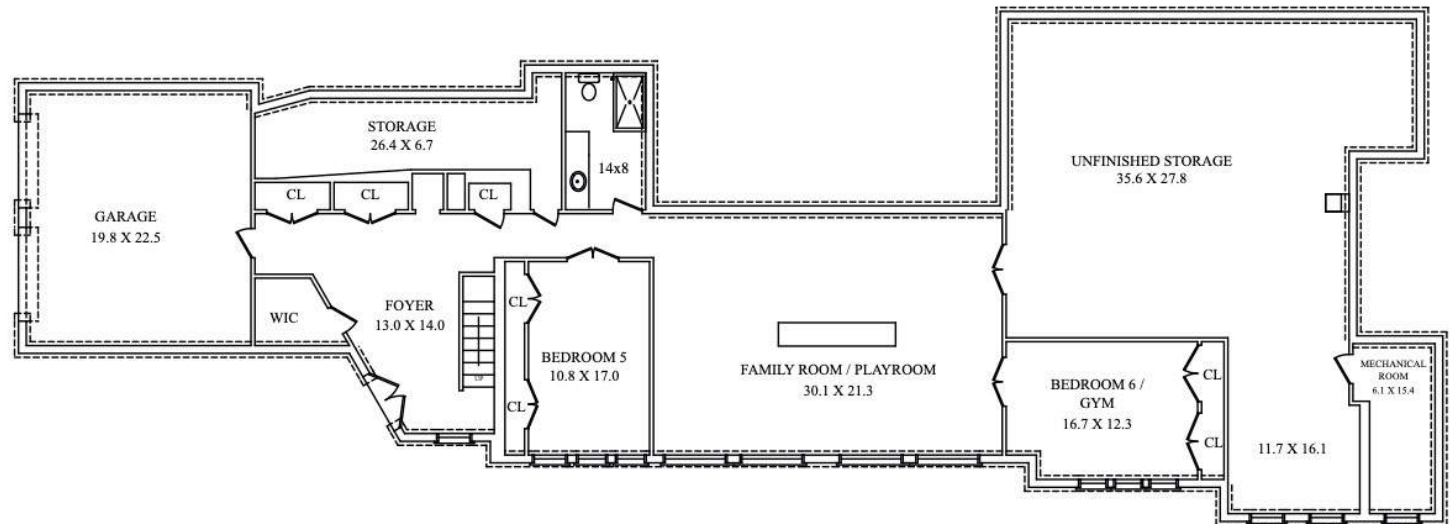 STORAGE
26.4 X 6.7
14x8
UNFINISHED STORAGE
35.6 X 27.8
CL
CL
CL
GARAGE
19.8 X 22.5
WIC
FOYER
13.0 X 14.0
UP
CL
BEDROOM 5
10.8 X 17.0
CL
FAMILY ROOM / PLAYROOM
30.1 X 21.3
BEDROOM 6 /
GYM
16.7 X 12.3
CL
CL
MECHANICAL
ROOM
6.1 X 15.4
11.7 X 16.1